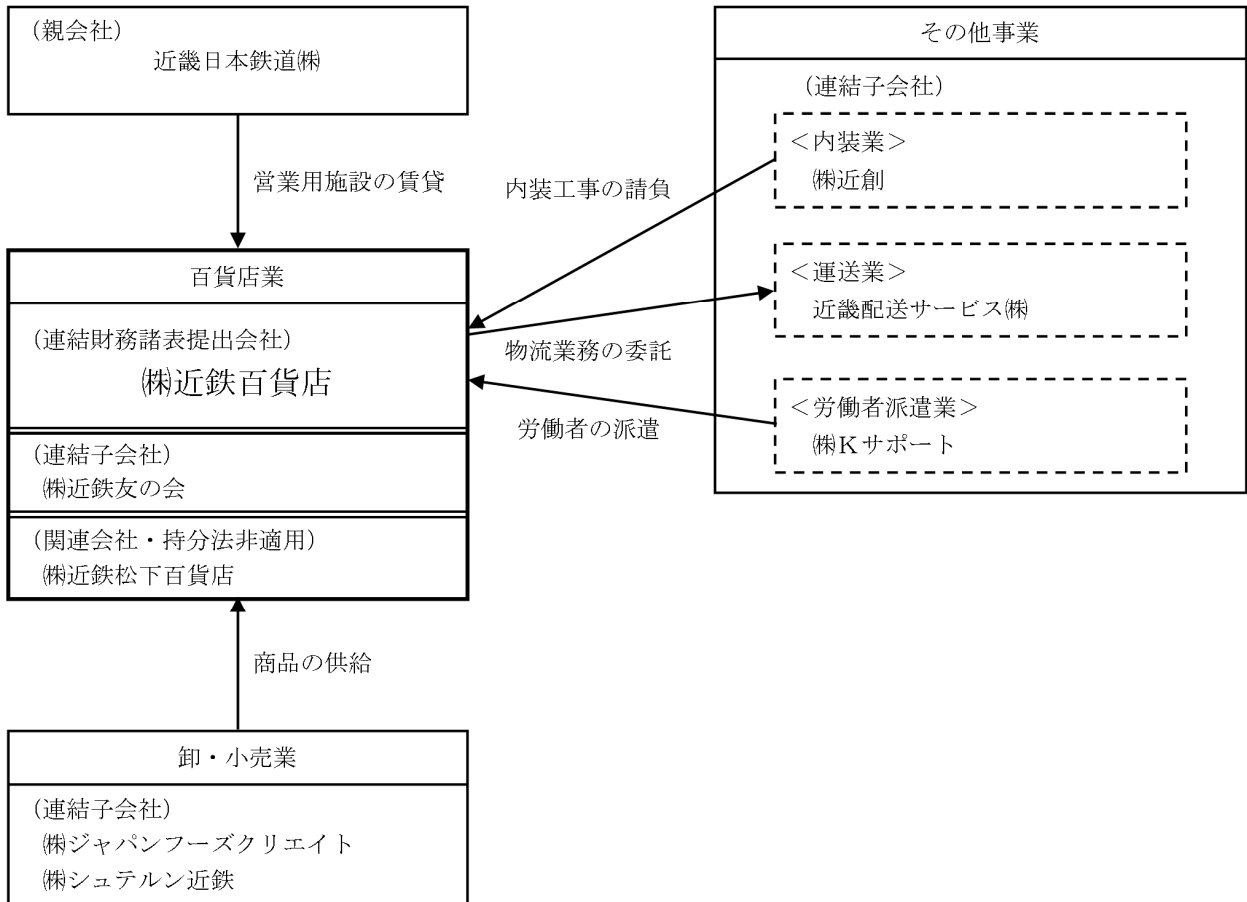 (親会社)
近畿日本鉄道㈱
営業用施設の賃貸
百貨店業
(連結財務諸表提出会社)
㈱近鉄百貨店
(連結子会社)
㈱近鉄友の会
(関連会社・持分法非適用)
㈱近鉄松下百貨店
商品の供給
卸・小売業
(連結子会社)
㈱ジャパンフーズクリエイト
㈱シュテルン近鉄
内装工事の請負
物流業務の委託
労働者の派遣
その他事業
(連結子会社)
<内装業>
㈱近創
<運送業>
近畿配送サービス㈱
<労働者派遣業>
㈱Kサポート